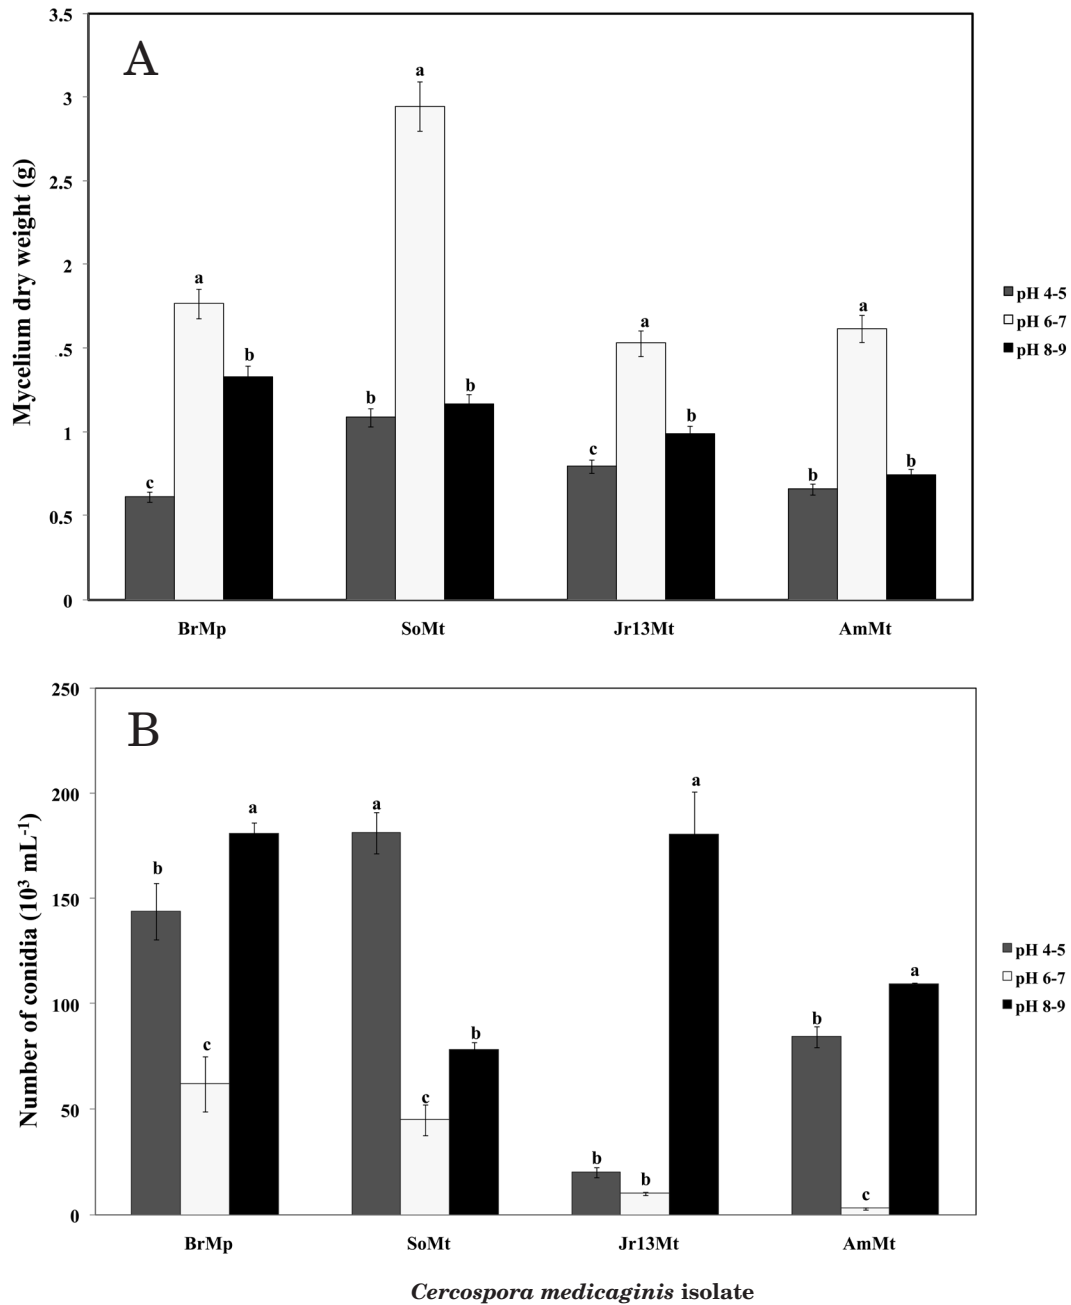 A
Mycelium dry weight (g)
3.5
3
2.5
2
.5
1
0.5
0
a
a
a
a
b
b
b
b
c
b
c
b
BrMp SoMt Jr13Mt AmMt
pH 4-5
pH 6-7
pH 8-9
B
Number of conidia (10³ mL⁻¹)
250
200
150
100
50
0
b
c
a
a
c
b
b
b
a
b
c
a
BrMp SoMt Jr13Mt AmMt
pH 4-5
pH 6-7
pH 8-9
Cercospora medicaginis isolate